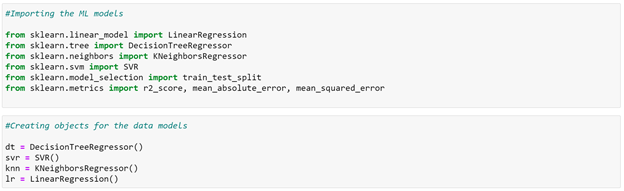 #Importing the ML models
from sklearn.linear_model import LinearRegression
from sklearn.tree import DecisionTreeRegressor
from sklearn.neighbors import KNeighborsRegressor
from sklearn.svm import SVR
from sklearn.model_selection import train_test_split
from sklearn.metrics import r2_score, mean_absolute_error, mean_squared_error
#Creating objects for the data models
dt = DecisionTreeRegressor()
svr = SVR()
knn = KNeighborsRegressor()
lr = LinearRegression()